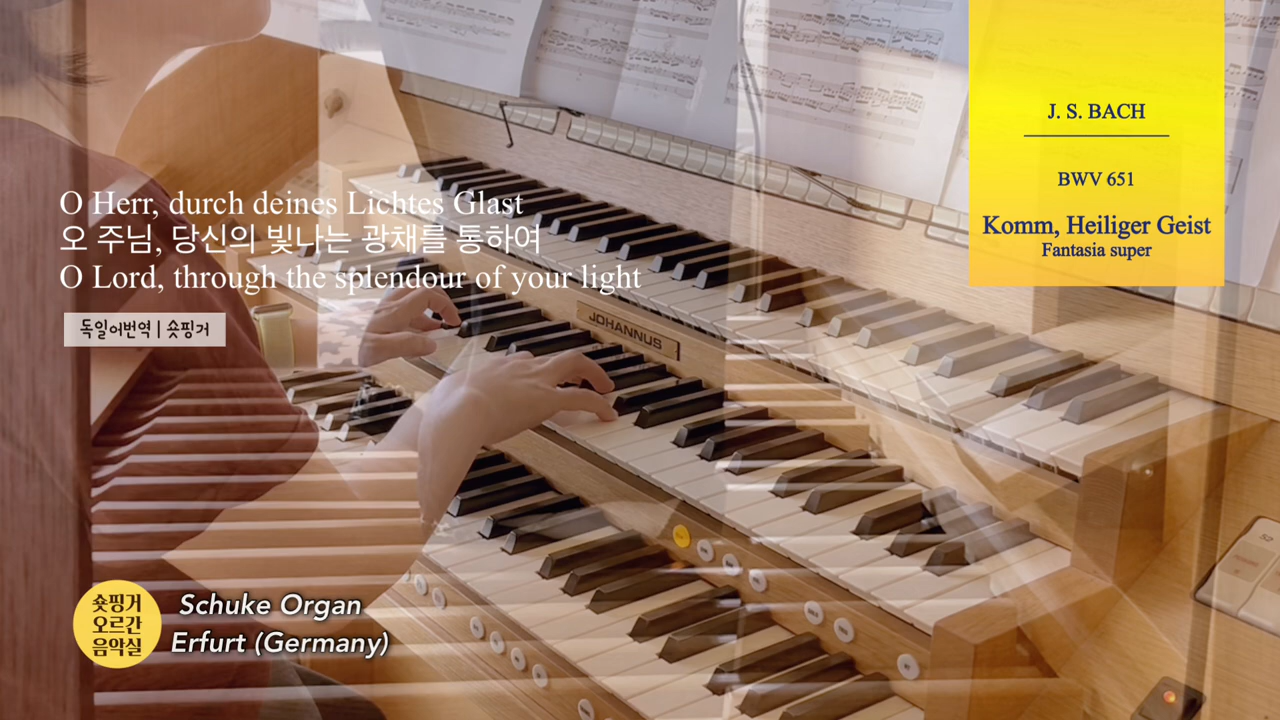 J. S. BACH
BWV 651
Komm, Heiliger Geist
Fantasia super
O Herr, durch deines Lichtes Glast
오 주님, 당신의 빛나는 광채를 통하여
O Lord, through the splendour of your light
독일어번역 | 숏핑거
JOHANNUS
숏핑거
오르간
음악실
Schuke Organ
Erfurt (Germany)
52